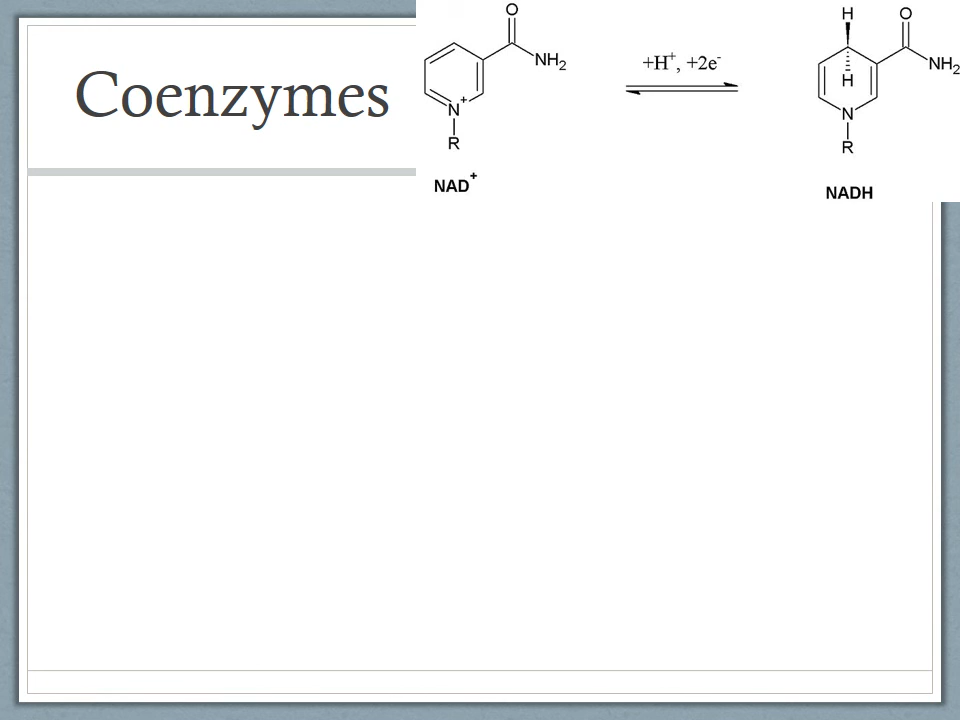 Coenzymes
O
NH₂
N⁺
R
NAD⁺
+H⁺, +2e⁻
H
O
NH₂
H
N
R
NADH